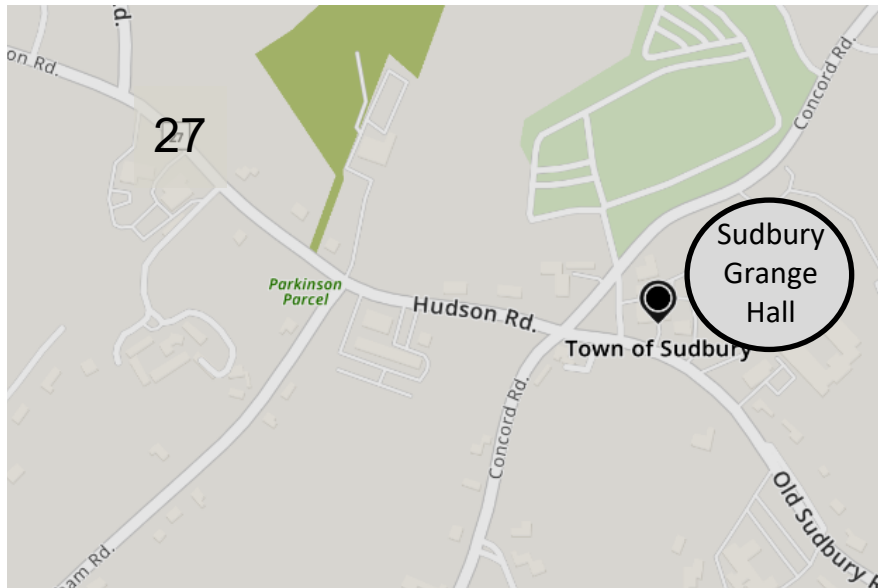 d.
on Rd.
27
27
Concord Rd.
Sudbury
Grange
Hall
Parkinson
Parcel
Hudson Rd.
Town of Sudbury
Concord Rd.
Old Sudbury R
am Rd.